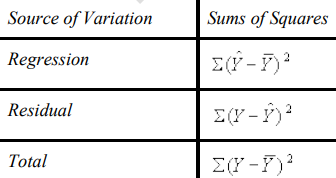 Source of Variation Sums of Squares
Regression Σ(Ŷ − Ȳ)²
Residual Σ(Y − Ŷ)²
Total Σ(Y − Ȳ)²